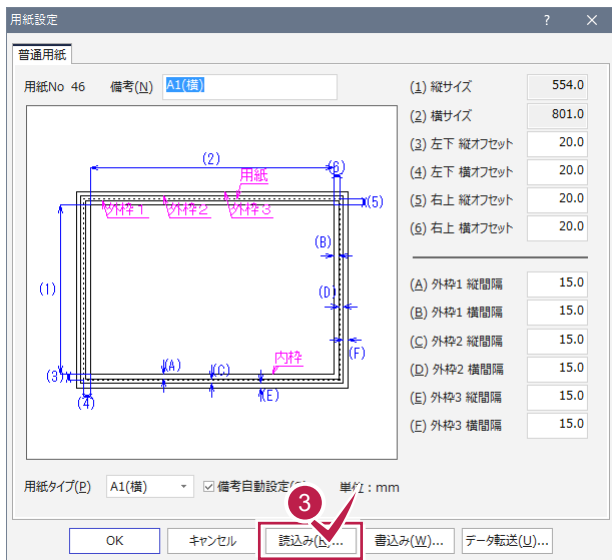 用紙設定 ? ×
普通用紙
用紙No 46 備考(N) A1(横)
(1) 縦サイズ 554.0
(2) 横サイズ 801.0
(3) 左下 縦オフセット 20.0
(4) 左下 横オフセット 20.0
(5) 右上 縦オフセット 20.0
(6) 右上 横オフセット 20.0
(A) 外枠1 縦間隔 15.0
(B) 外枠1 横間隔 15.0
(C) 外枠2 縦間隔 15.0
(D) 外枠2 横間隔 15.0
(E) 外枠3 縦間隔 15.0
(F) 外枠3 横間隔 15.0
(2)
(6)
用紙
(5)
外枠1 外枠2 外枠3
(B)
(1)
(D)
内枠
(F)
(A)
(C)
(3)
(E)
(4)
用紙タイプ(P) A1(横) 備考自動設定 単位:mm
3
OK キャンセル 読込み(R)... 書込み(W)... データ転送(U)...